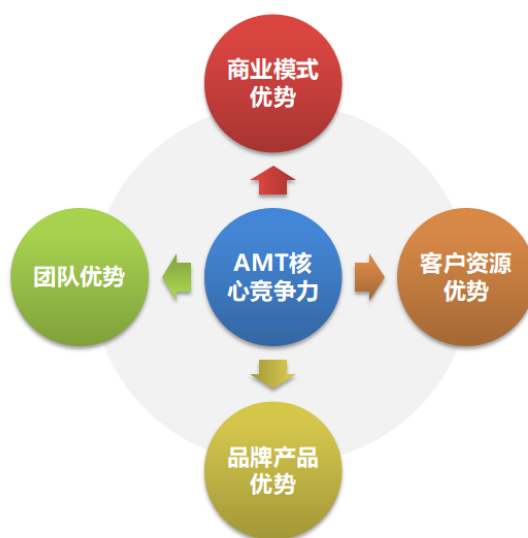 商业模式
优势
团队优势
AMT核
心竞争力
客户资源
优势
品牌产品
优势